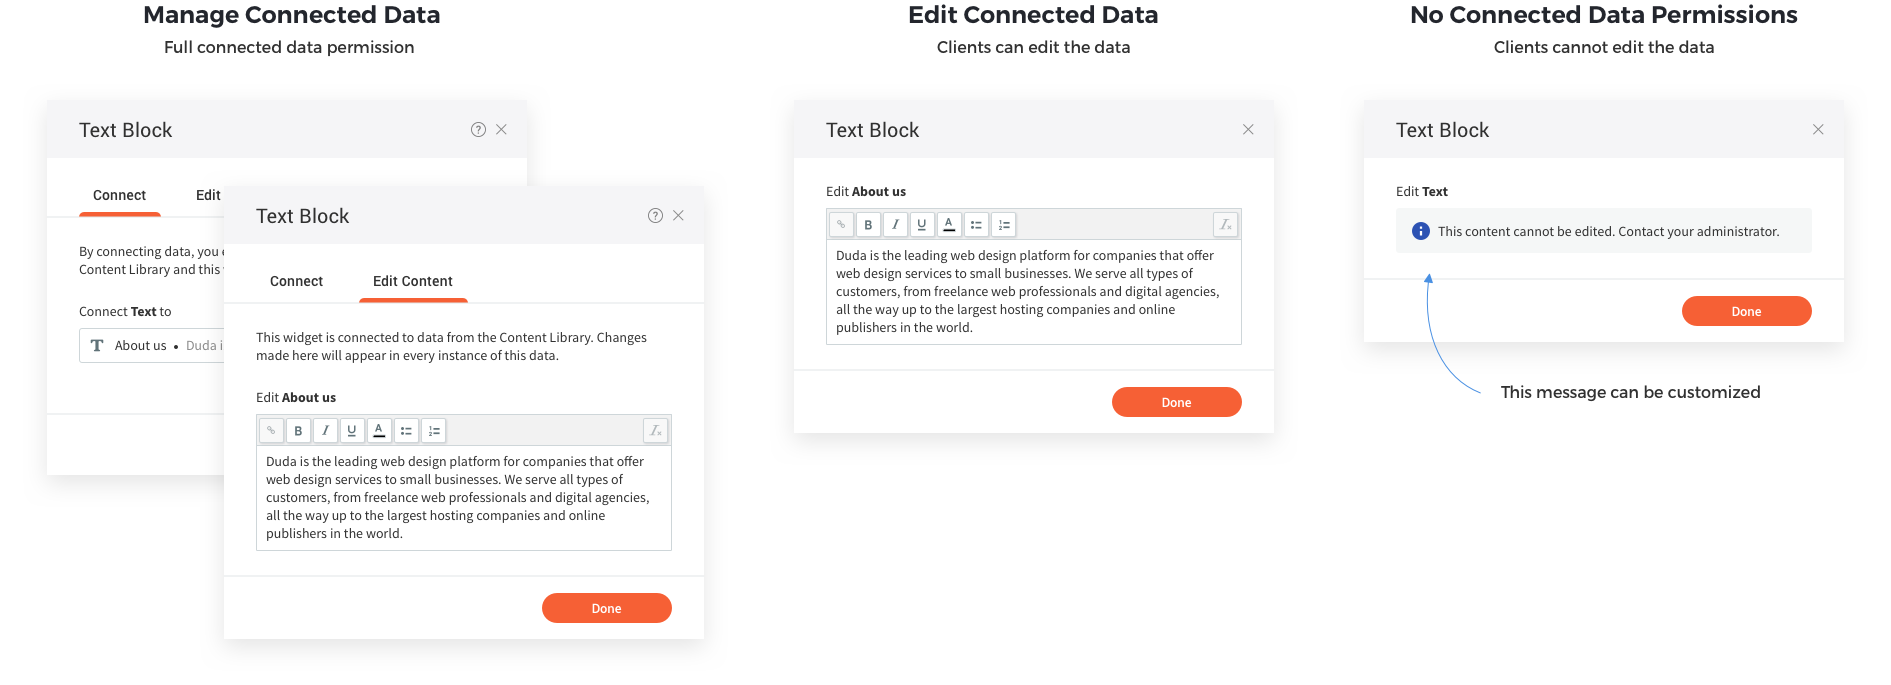 Manage Connected Data
Full connected data permission
Text Block
?
Connect Edit
By connecting data, you
Content Library and this
Connect Text to
T About us • Duda i
Text Block
?
Connect Edit Content
This widget is connected to data from the Content Library. Changes
made here will appear in every instance of this data.
Edit About us
B I U A
Duda is the leading web design platform for companies that offer
web design services to small businesses. We serve all types of
customers, from freelance web professionals and digital agencies,
all the way up to the largest hosting companies and online
publishers in the world.
Done
Edit Connected Data
Clients can edit the data
Text Block
Edit About us
B I U A
Duda is the leading web design platform for companies that offer
web design services to small businesses. We serve all types of
customers, from freelance web professionals and digital agencies,
all the way up to the largest hosting companies and online
publishers in the world.
Done
No Connected Data Permissions
Clients cannot edit the data
Text Block
Edit Text
This content cannot be edited. Contact your administrator.
Done
This message can be customized